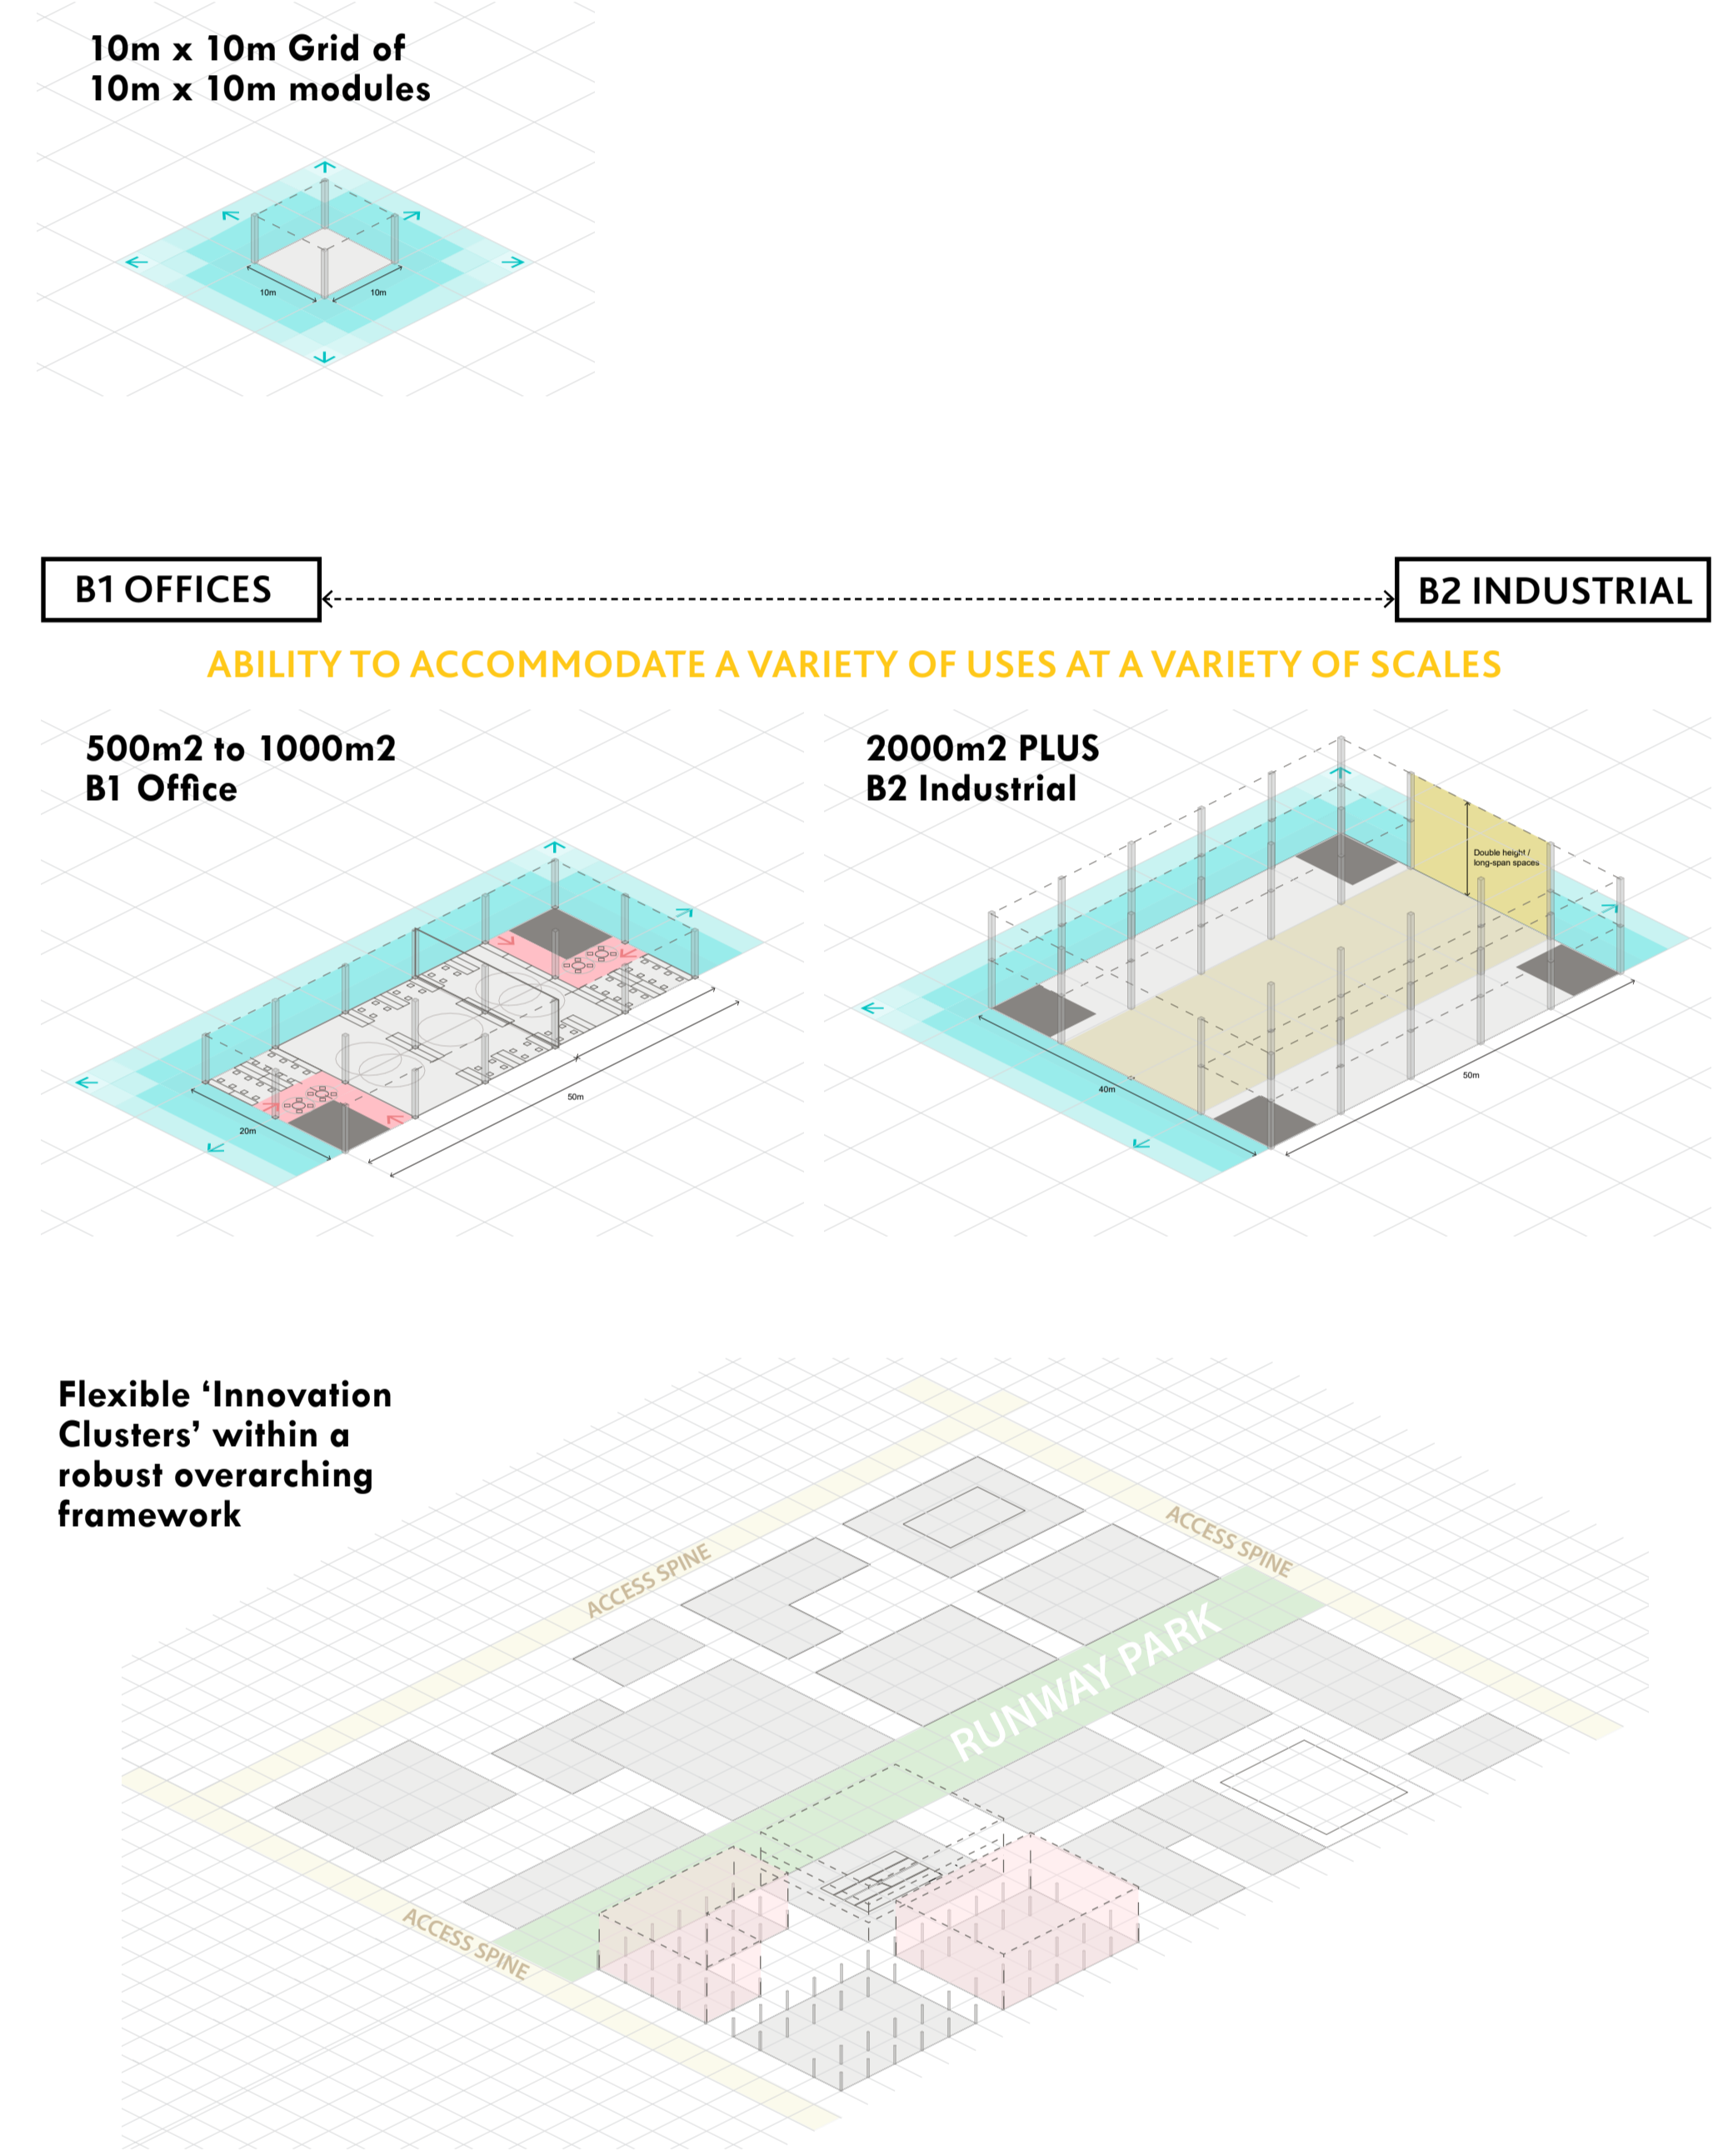 10m x 10m Grid of
10m x 10m modules
10m
10m
B1 OFFICES
B2 INDUSTRIAL
ABILITY TO ACCOMMODATE A VARIETY OF USES AT A VARIETY OF SCALES
500m2 to 1000m2
B1 Office
20m
50m
2000m2 PLUS
B2 Industrial
Double height /
long-span spaces
40m
50m
Flexible ‘Innovation
Clusters’ within a
robust overarching
framework
ACCESS SPINE
ACCESS SPINE
RUNWAY PARK
ACCESS SPINE